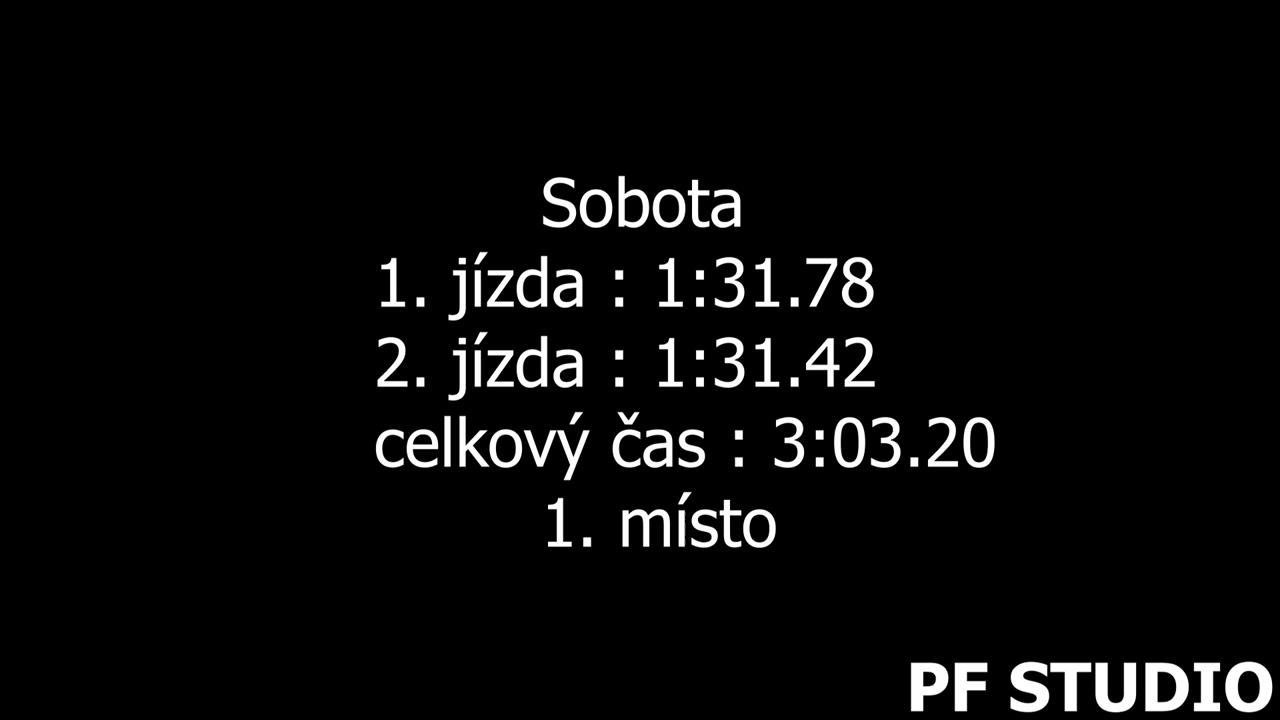 Sobota
1. jízda : 1:31.78
2. jízda : 1:31.42
celkový čas : 3:03.20
1. místo
PF STUDIO